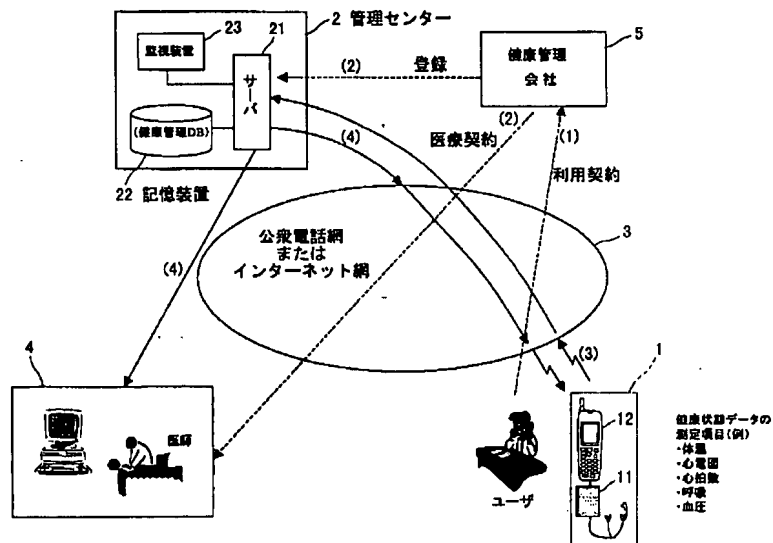 2 管理センター
23
21
監視装置
サーバ
(健康管理DB)
22 記憶装置
5
健康管理
会社
(2)
登録
(2)
医療契約
(1)
利用契約
(4)
公衆電話網
または
インターネット網
3
(4)
(3)
4
医師
ユーザ
1
12
11
健康状態データの
測定項目(例)
・体温
・心電図
・心拍数
・呼吸
・血圧